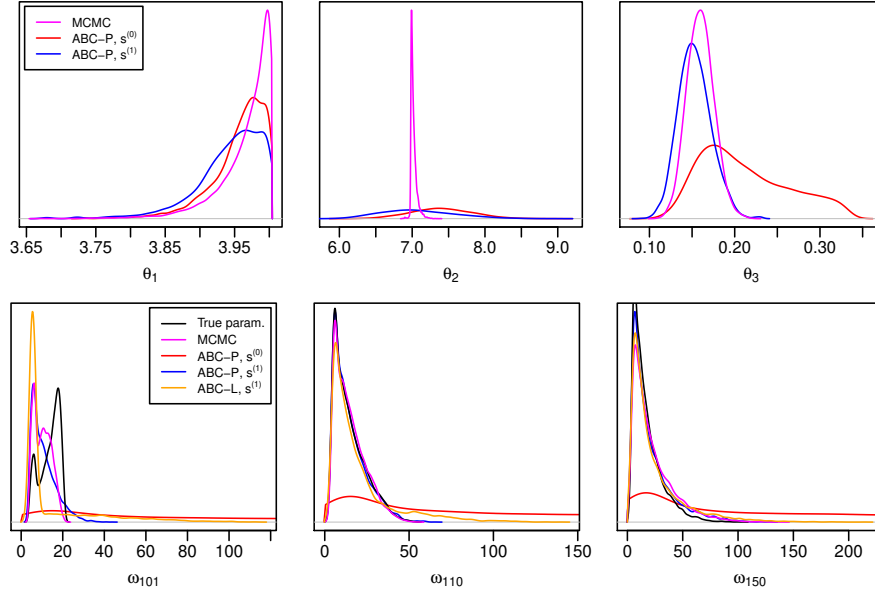 MCMC
ABC−P, s⁽⁰⁾
ABC−P, s⁽¹⁾
3.65 3.75 3.85 3.95
θ₁
6.0 7.0 8.0 9.0
θ₂
0.10 0.20 0.30
θ₃
True param.
MCMC
ABC−P, s⁽⁰⁾
ABC−P, s⁽¹⁾
ABC−L, s⁽¹⁾
0 20 40 60 80 100
ω₁₀₁
0 50 100 150
ω₁₁₀
0 50 100 150 200
ω₁₅₀